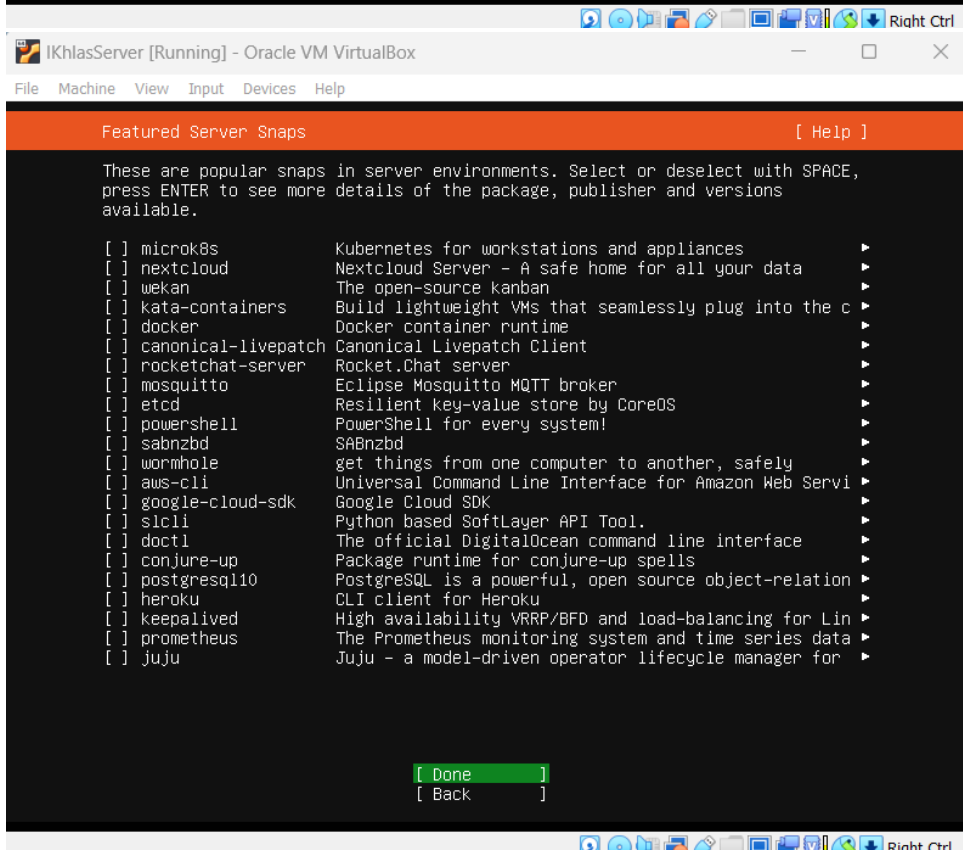 Right Ctrl
IKhlasServer [Running] - Oracle VM VirtualBox
File Machine View Input Devices Help
Featured Server Snaps [ Help ]
These are popular snaps in server environments. Select or deselect with SPACE,
press ENTER to see more details of the package, publisher and versions
available.
[ ] microk8s Kubernetes for workstations and appliances ▸
[ ] nextcloud Nextcloud Server – A safe home for all your data ▸
[ ] wekan The open-source kanban ▸
[ ] kata-containers Build lightweight VMs that seamlessly plug into the c ▸
[ ] docker Docker container runtime ▸
[ ] canonical-livepatch Canonical Livepatch Client ▸
[ ] rocketchat-server Rocket.Chat server ▸
[ ] mosquitto Eclipse Mosquitto MQTT broker ▸
[ ] etcd Resilient key-value store by CoreOS ▸
[ ] powershell PowerShell for every system! ▸
[ ] sabnzbd SABnzbd ▸
[ ] wormhole get things from one computer to another, safely ▸
[ ] aws-cli Universal Command Line Interface for Amazon Web Servi ▸
[ ] google-cloud-sdk Google Cloud SDK ▸
[ ] slcli Python based SoftLayer API Tool. ▸
[ ] doctl The official DigitalOcean command line interface ▸
[ ] conjure-up Package runtime for conjure-up spells ▸
[ ] postgresql10 PostgreSQL is a powerful, open source object-relation ▸
[ ] heroku CLI client for Heroku ▸
[ ] keepalived High availability VRRP/BFD and load-balancing for Lin ▸
[ ] prometheus The Prometheus monitoring system and time series data ▸
[ ] juju Juju – a model-driven operator lifecycle manager for ▸
[ Done ]
[ Back ]
Right Ctrl